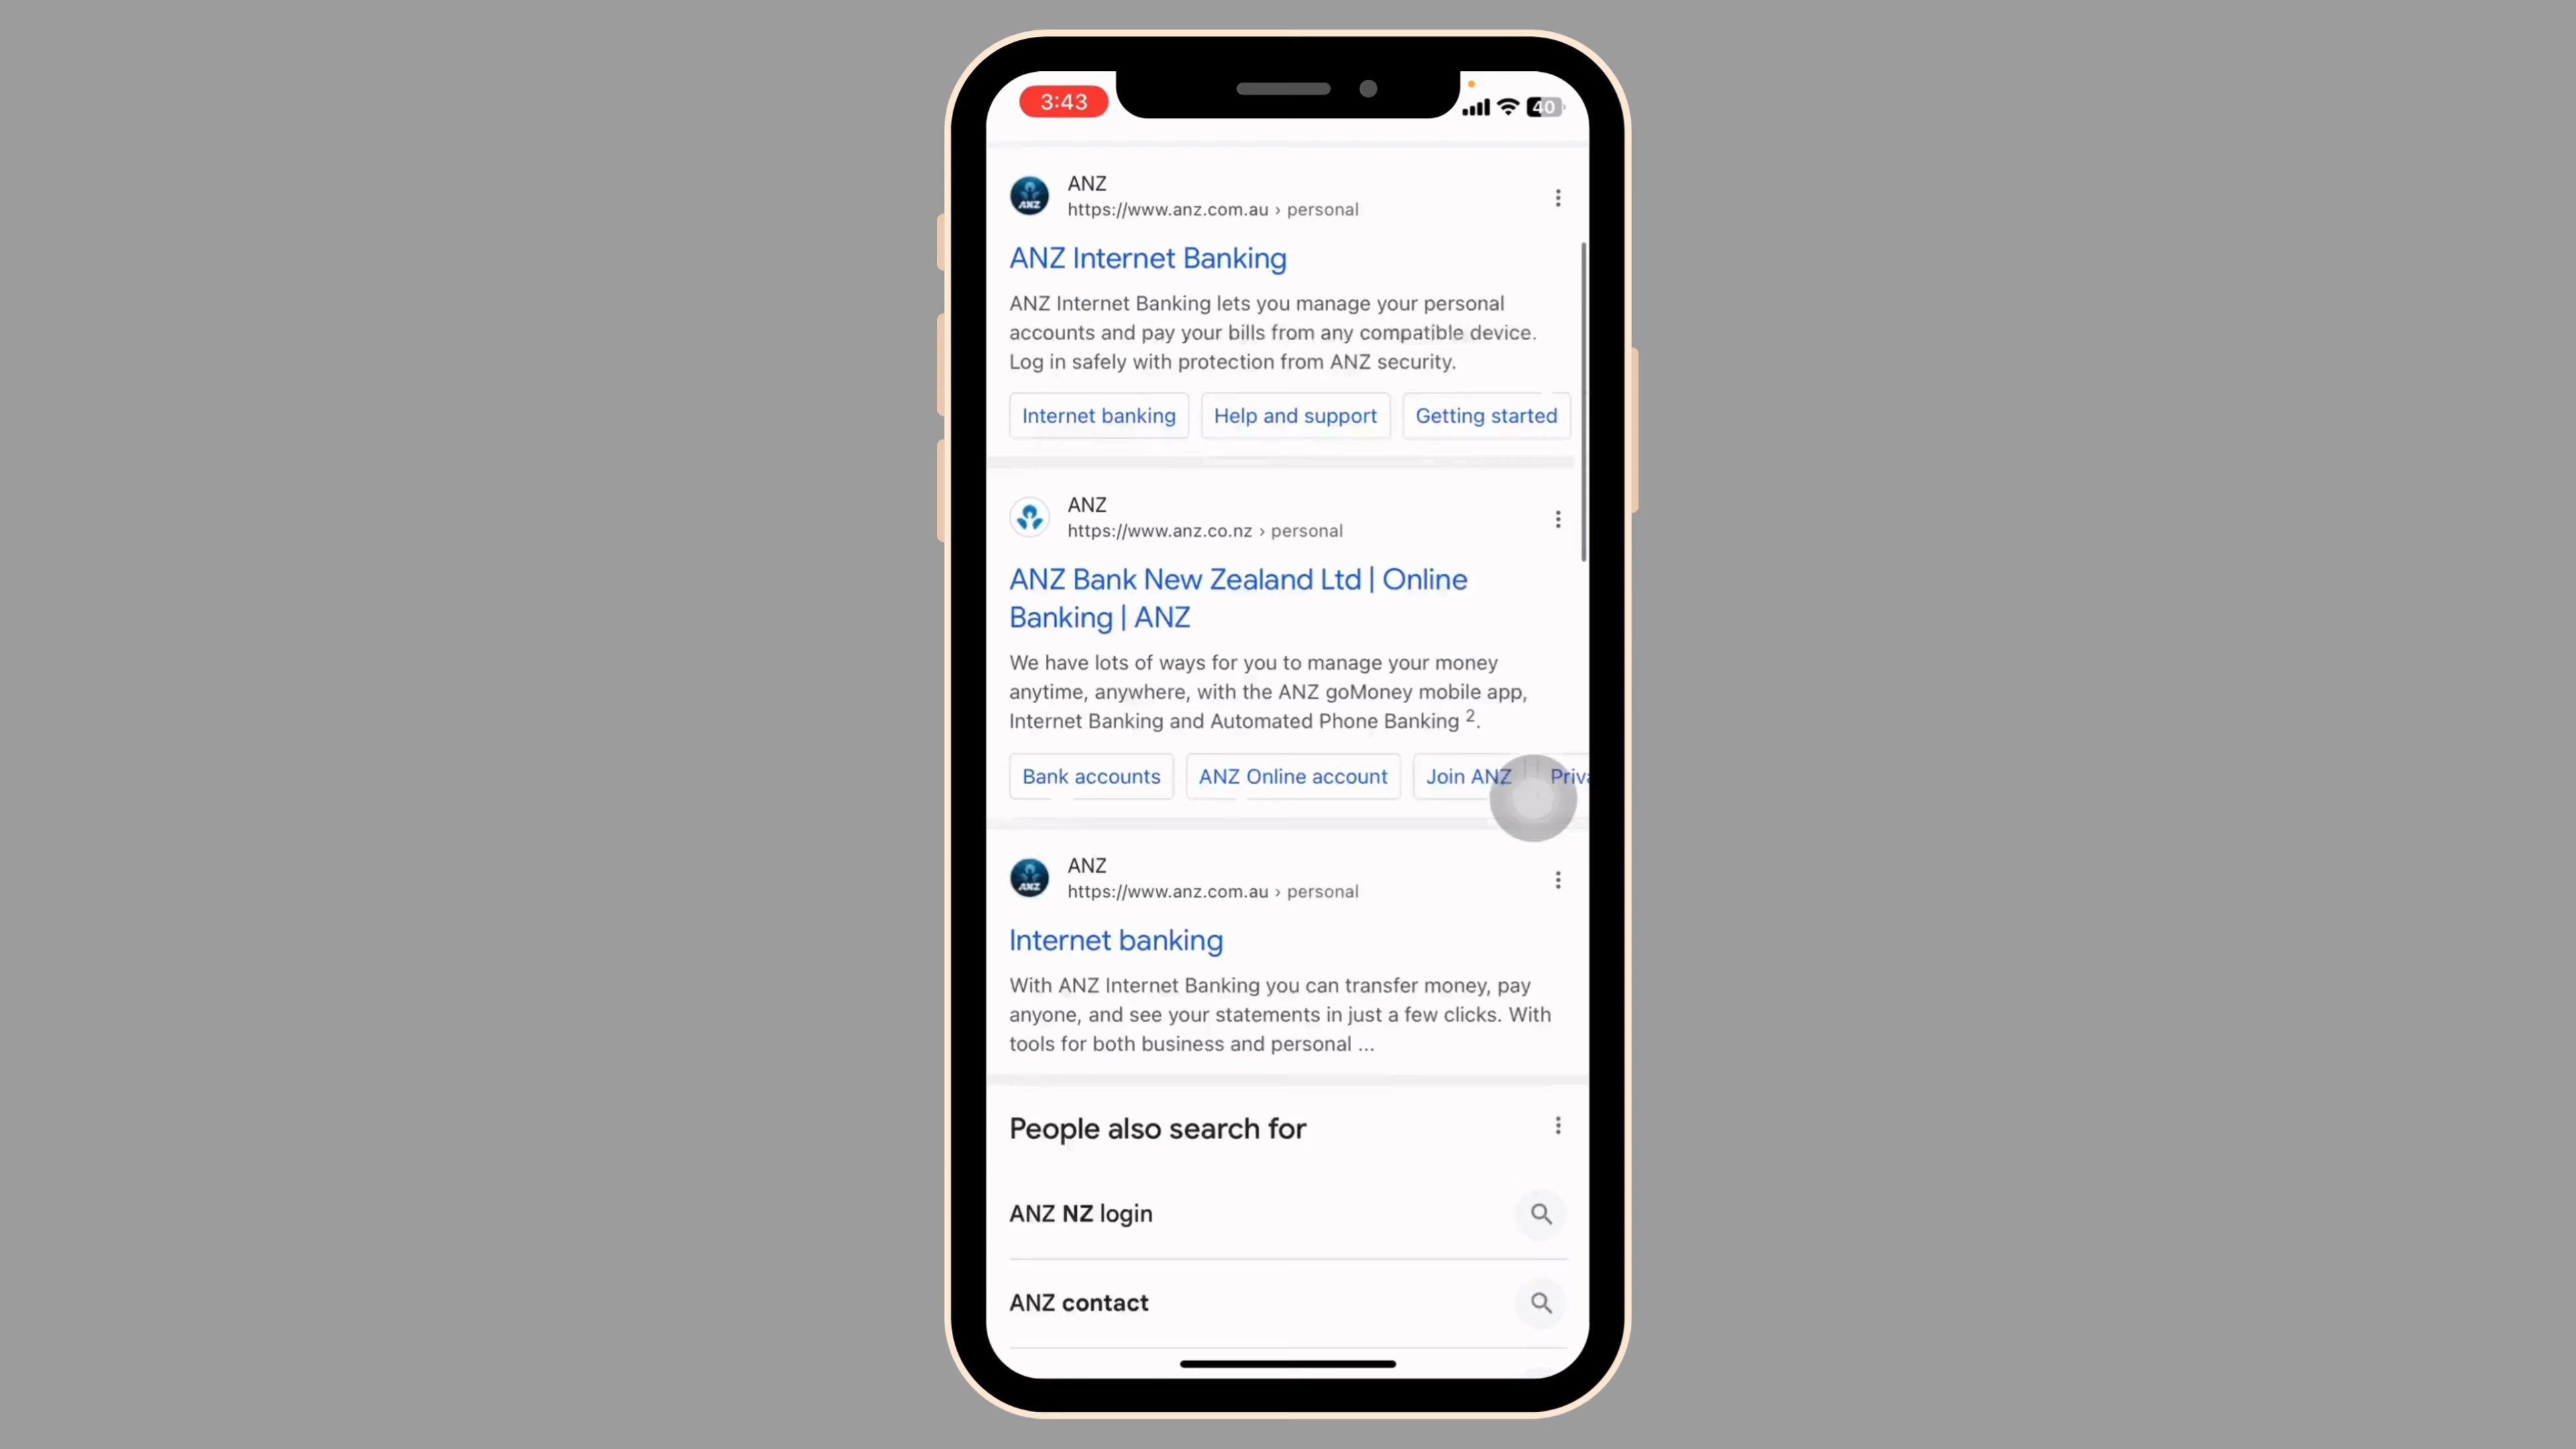 3:43
40
ANZ
https://www.anz.com.au › personal
ANZ Internet Banking
ANZ Internet Banking lets you manage your personal
accounts and pay your bills from any compatible device.
Log in safely with protection from ANZ security.
Internet banking
Help and support
Getting started
ANZ
https://www.anz.co.nz › personal
ANZ Bank New Zealand Ltd | Online
Banking | ANZ
We have lots of ways for you to manage your money
anytime, anywhere, with the ANZ goMoney mobile app,
Internet Banking and Automated Phone Banking ².
Bank accounts
ANZ Online account
Join ANZ
Priva
ANZ
ANZ
https://www.anz.com.au › personal
Internet banking
With ANZ Internet Banking you can transfer money, pay
anyone, and see your statements in just a few clicks. With
tools for both business and personal ...
People also search for
ANZ NZ login
ANZ contact